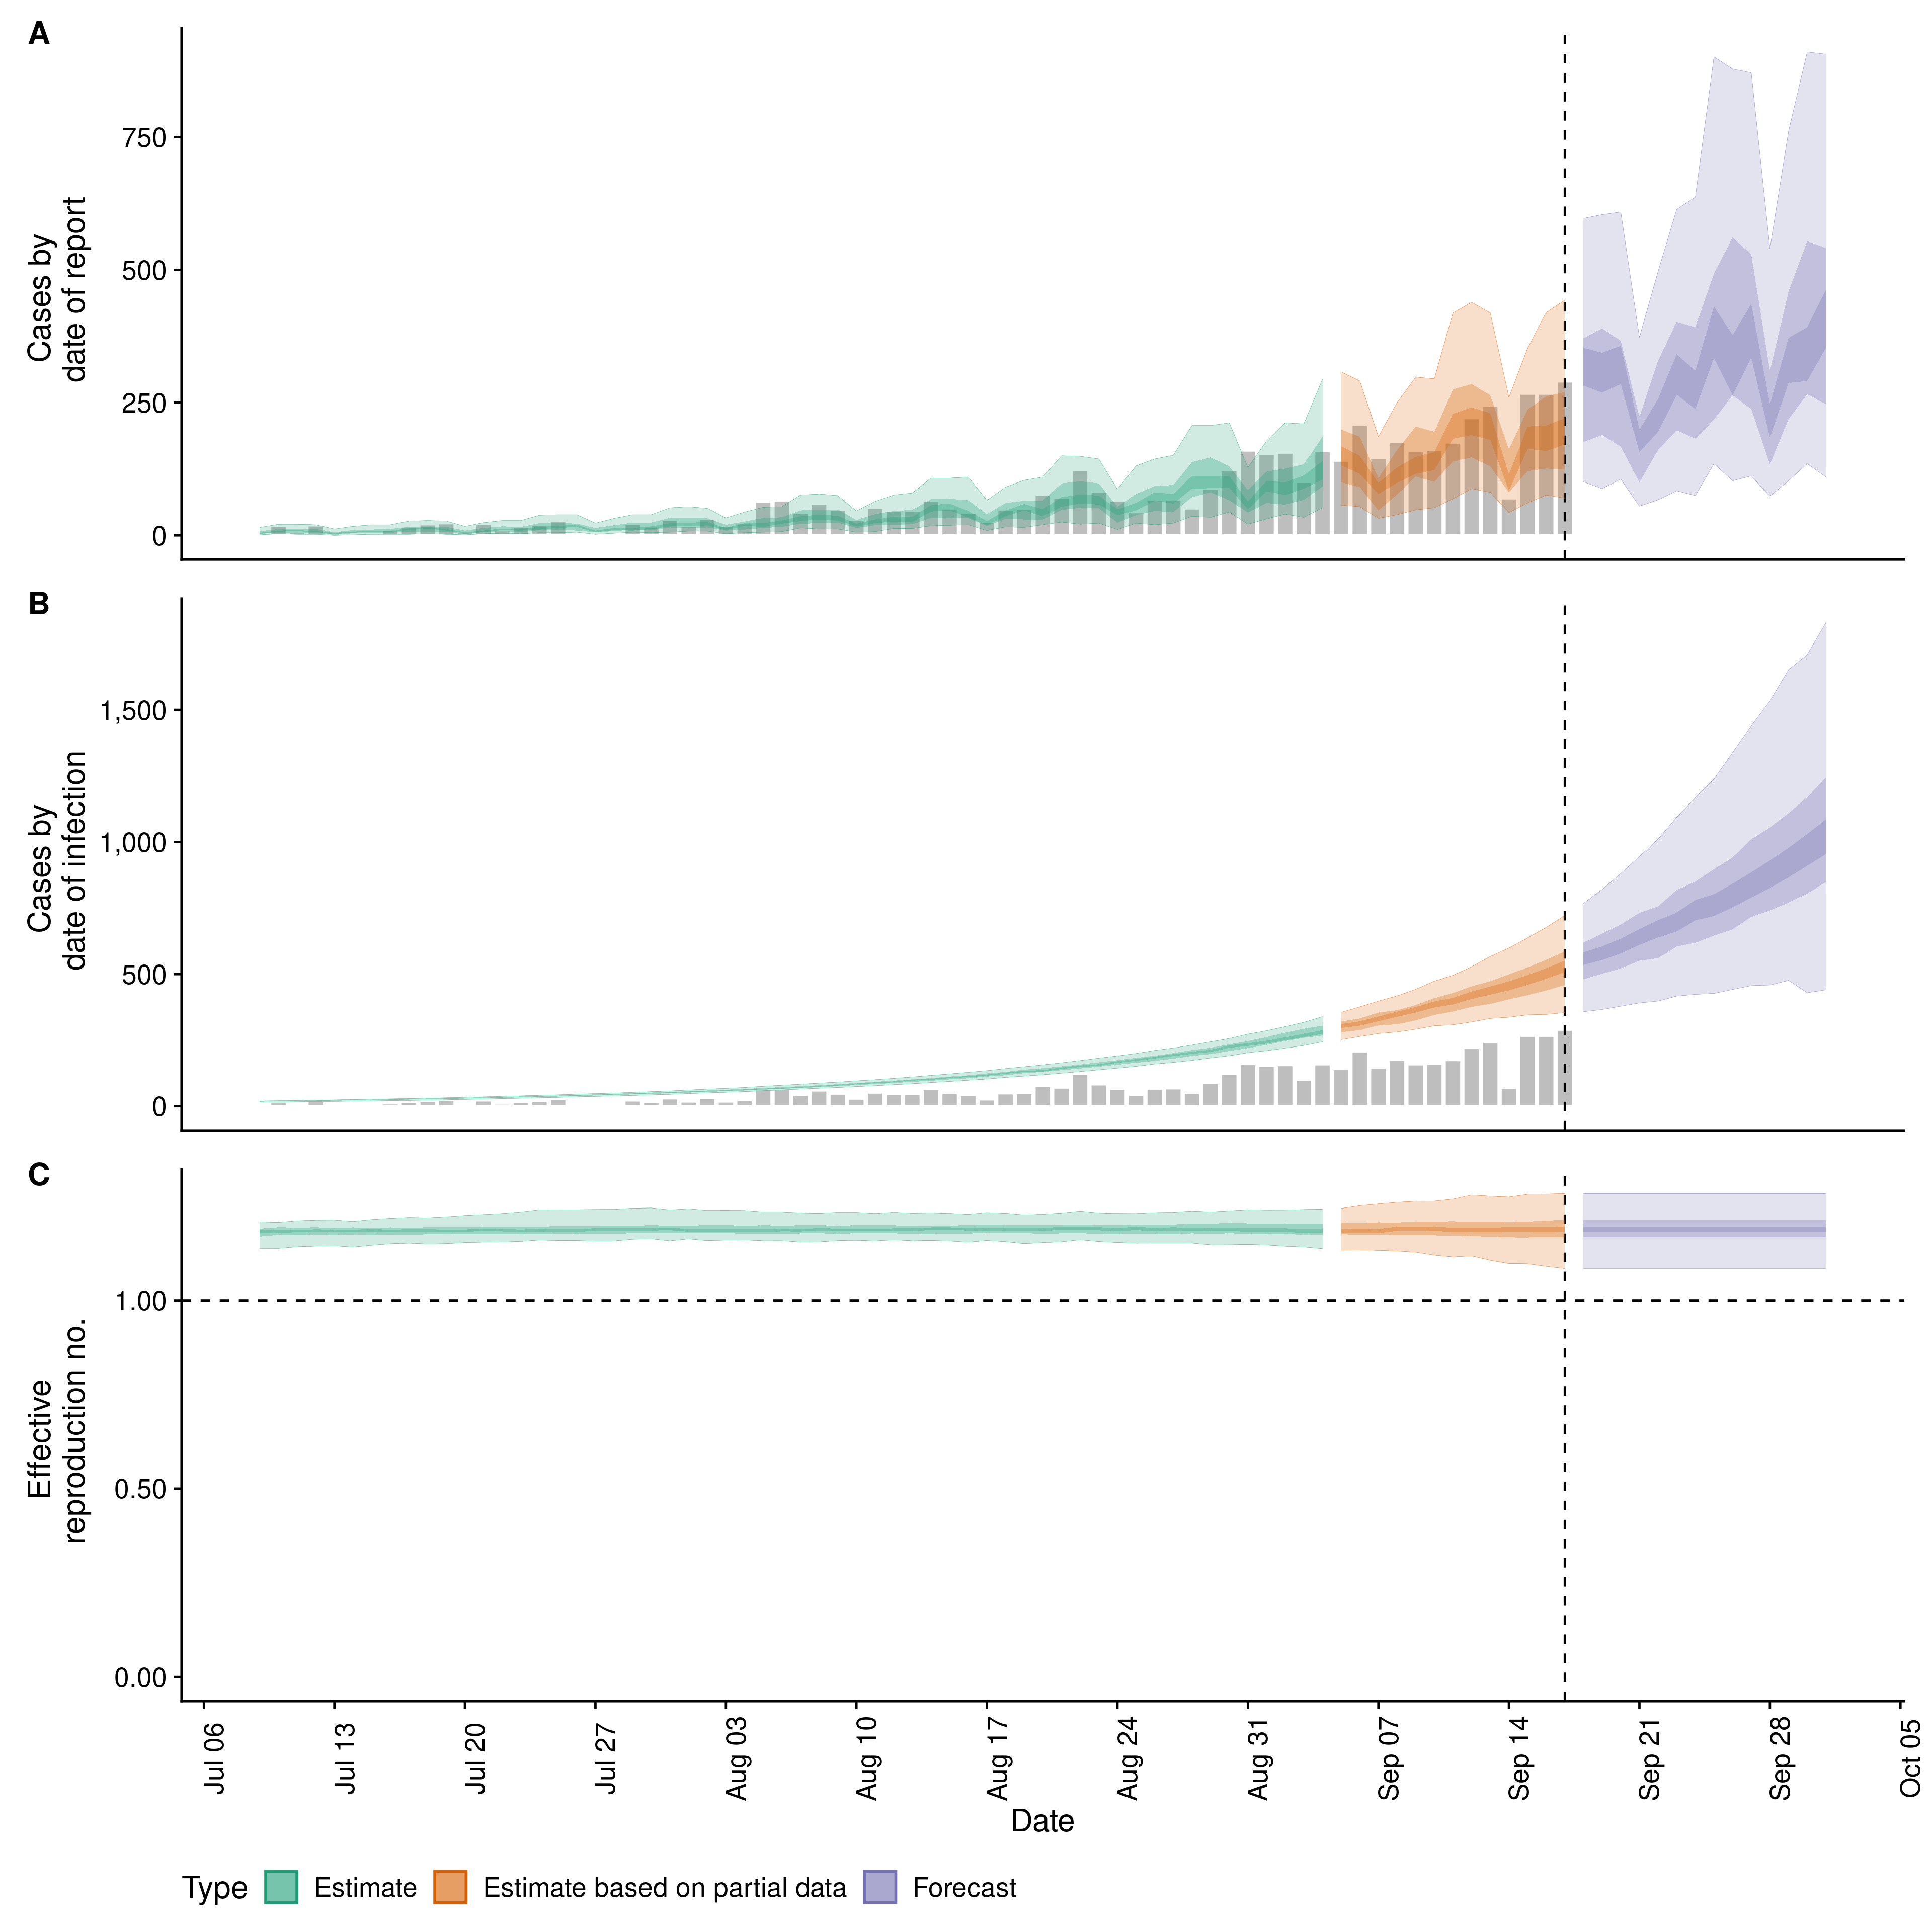 A
Cases by
date of report
750
500
250
0
B
Cases by
date of infection
1,500
1,000
500
0
C
Effective
reproduction no.
1.00
0.50
0.00
Jul 06
Jul 13
Jul 20
Jul 27
Aug 03
Aug 10
Aug 17
Aug 24
Aug 31
Sep 07
Sep 14
Sep 21
Sep 28
Oct 05
Date
Type Estimate Estimate based on partial data Forecast